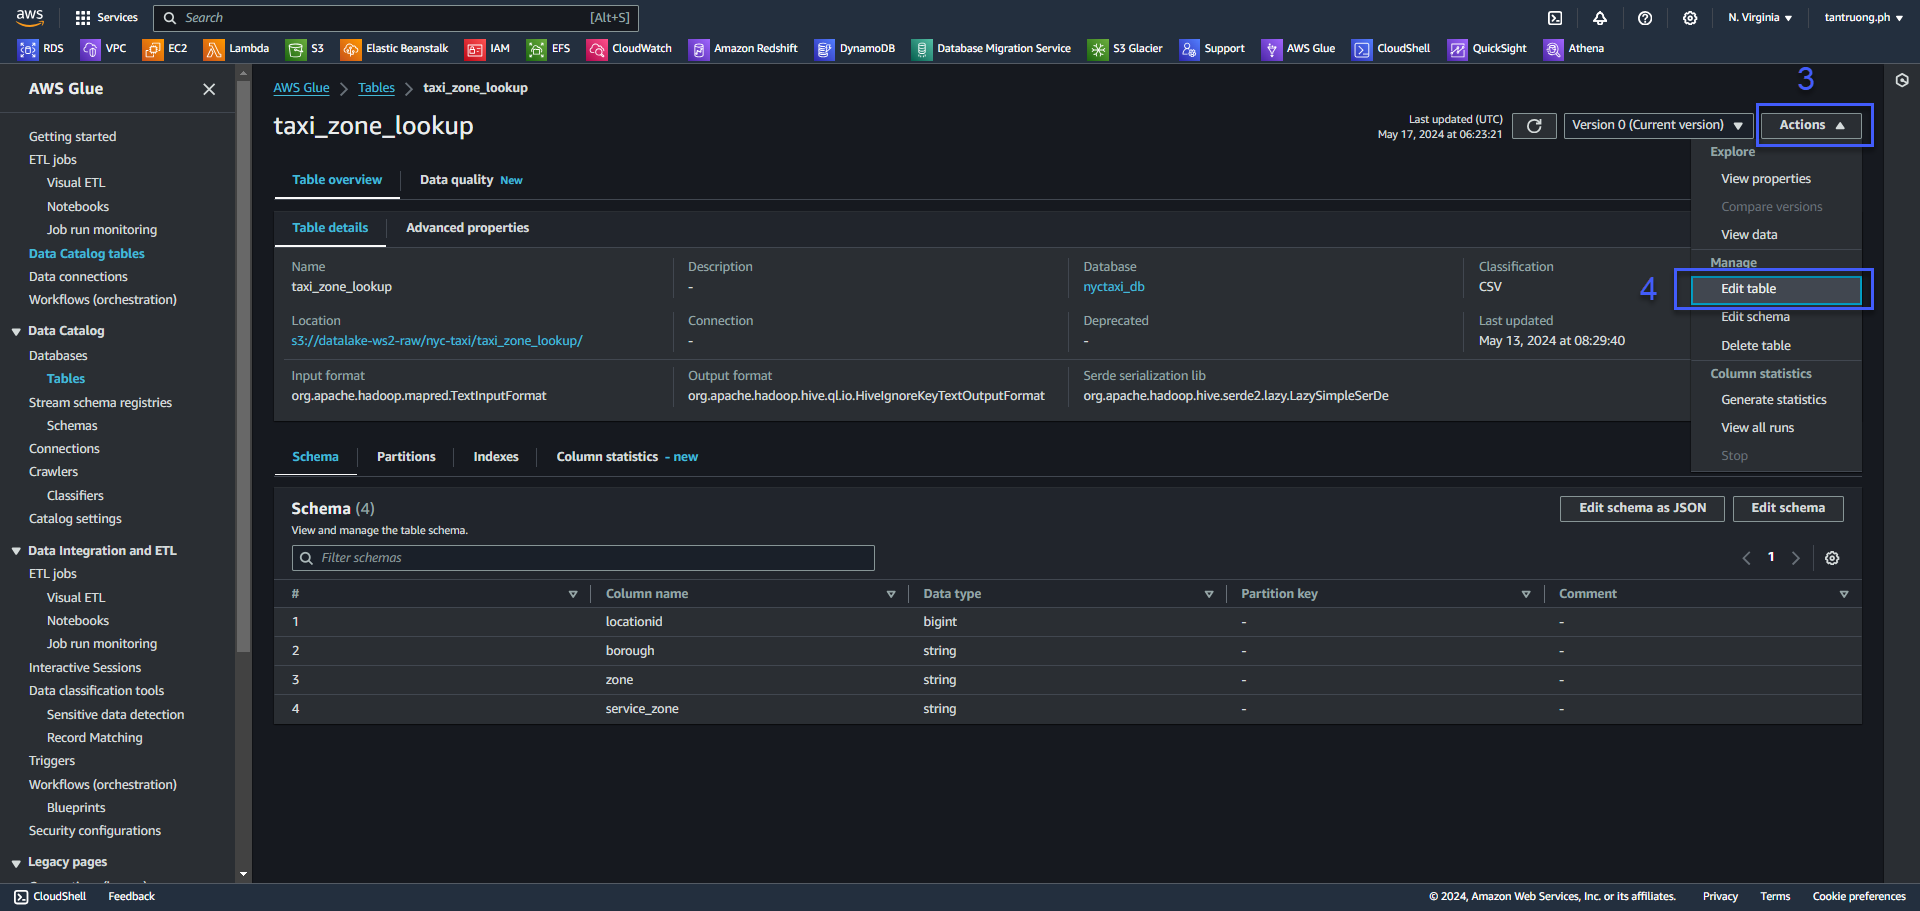 aws
Services
Search
[Alt+S]
N. Virginia
tantruong.ph
RDS
VPC
EC2
Lambda
S3
Elastic Beanstalk
IAM
EFS
CloudWatch
Amazon Redshift
DynamoDB
Database Migration Service
S3 Glacier
Support
AWS Glue
CloudShell
QuickSight
Athena
AWS Glue
Getting started
ETL jobs
Visual ETL
Notebooks
Job run monitoring
Data Catalog tables
Data connections
Workflows (orchestration)
Data Catalog
Databases
Tables
Stream schema registries
Schemas
Connections
Crawlers
Classifiers
Catalog settings
Data Integration and ETL
ETL jobs
Visual ETL
Notebooks
Job run monitoring
Interactive Sessions
Data classification tools
Sensitive data detection
Record Matching
Triggers
Workflows (orchestration)
Blueprints
Security configurations
Legacy pages
AWS Glue
Tables
taxi_zone_lookup
taxi_zone_lookup
Last updated (UTC)
May 17, 2024 at 06:23:21
Version 0 (Current version)
3
Actions
Explore
View properties
Compare versions
View data
Manage
4
Edit table
Edit schema
Delete table
Column statistics
Generate statistics
View all runs
Stop
Table overview
Data quality New
Table details
Advanced properties
Name
taxi_zone_lookup
Description
-
Database
nyctaxi_db
Classification
CSV
Location
s3://datalake-ws2-raw/nyc-taxi/taxi_zone_lookup/
Connection
-
Deprecated
-
Last updated
May 13, 2024 at 08:29:40
Input format
org.apache.hadoop.mapred.TextInputFormat
Output format
org.apache.hadoop.hive.ql.io.HiveIgnoreKeyTextOutputFormat
Serde serialization lib
org.apache.hadoop.hive.serde2.lazy.LazySimpleSerDe
Schema
Partitions
Indexes
Column statistics - new
Schema (4)
View and manage the table schema.
Edit schema as JSON
Edit schema
Filter schemas
1
# Column name Data type Partition key Comment
1 locationid bigint - -
2 borough string - -
3 zone string - -
4 service_zone string - -
CloudShell
Feedback
© 2024, Amazon Web Services, Inc. or its affiliates.
Privacy
Terms
Cookie preferences